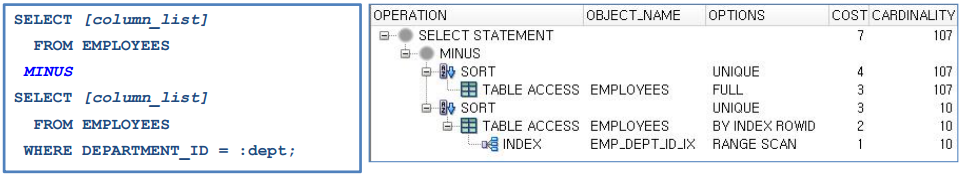 SELECT [column_list]
FROM EMPLOYEES
MINUS
SELECT [column_list]
FROM EMPLOYEES
WHERE DEPARTMENT_ID = :dept;
OPERATION OBJECT_NAME OPTIONS COST CARDINALITY
SELECT STATEMENT 7 107
MINUS
SORT UNIQUE 4 107
TABLE ACCESS EMPLOYEES FULL 3 107
SORT UNIQUE 3 10
TABLE ACCESS EMPLOYEES BY INDEX ROWID 2 10
INDEX EMP_DEPT_ID_IX RANGE SCAN 1 10